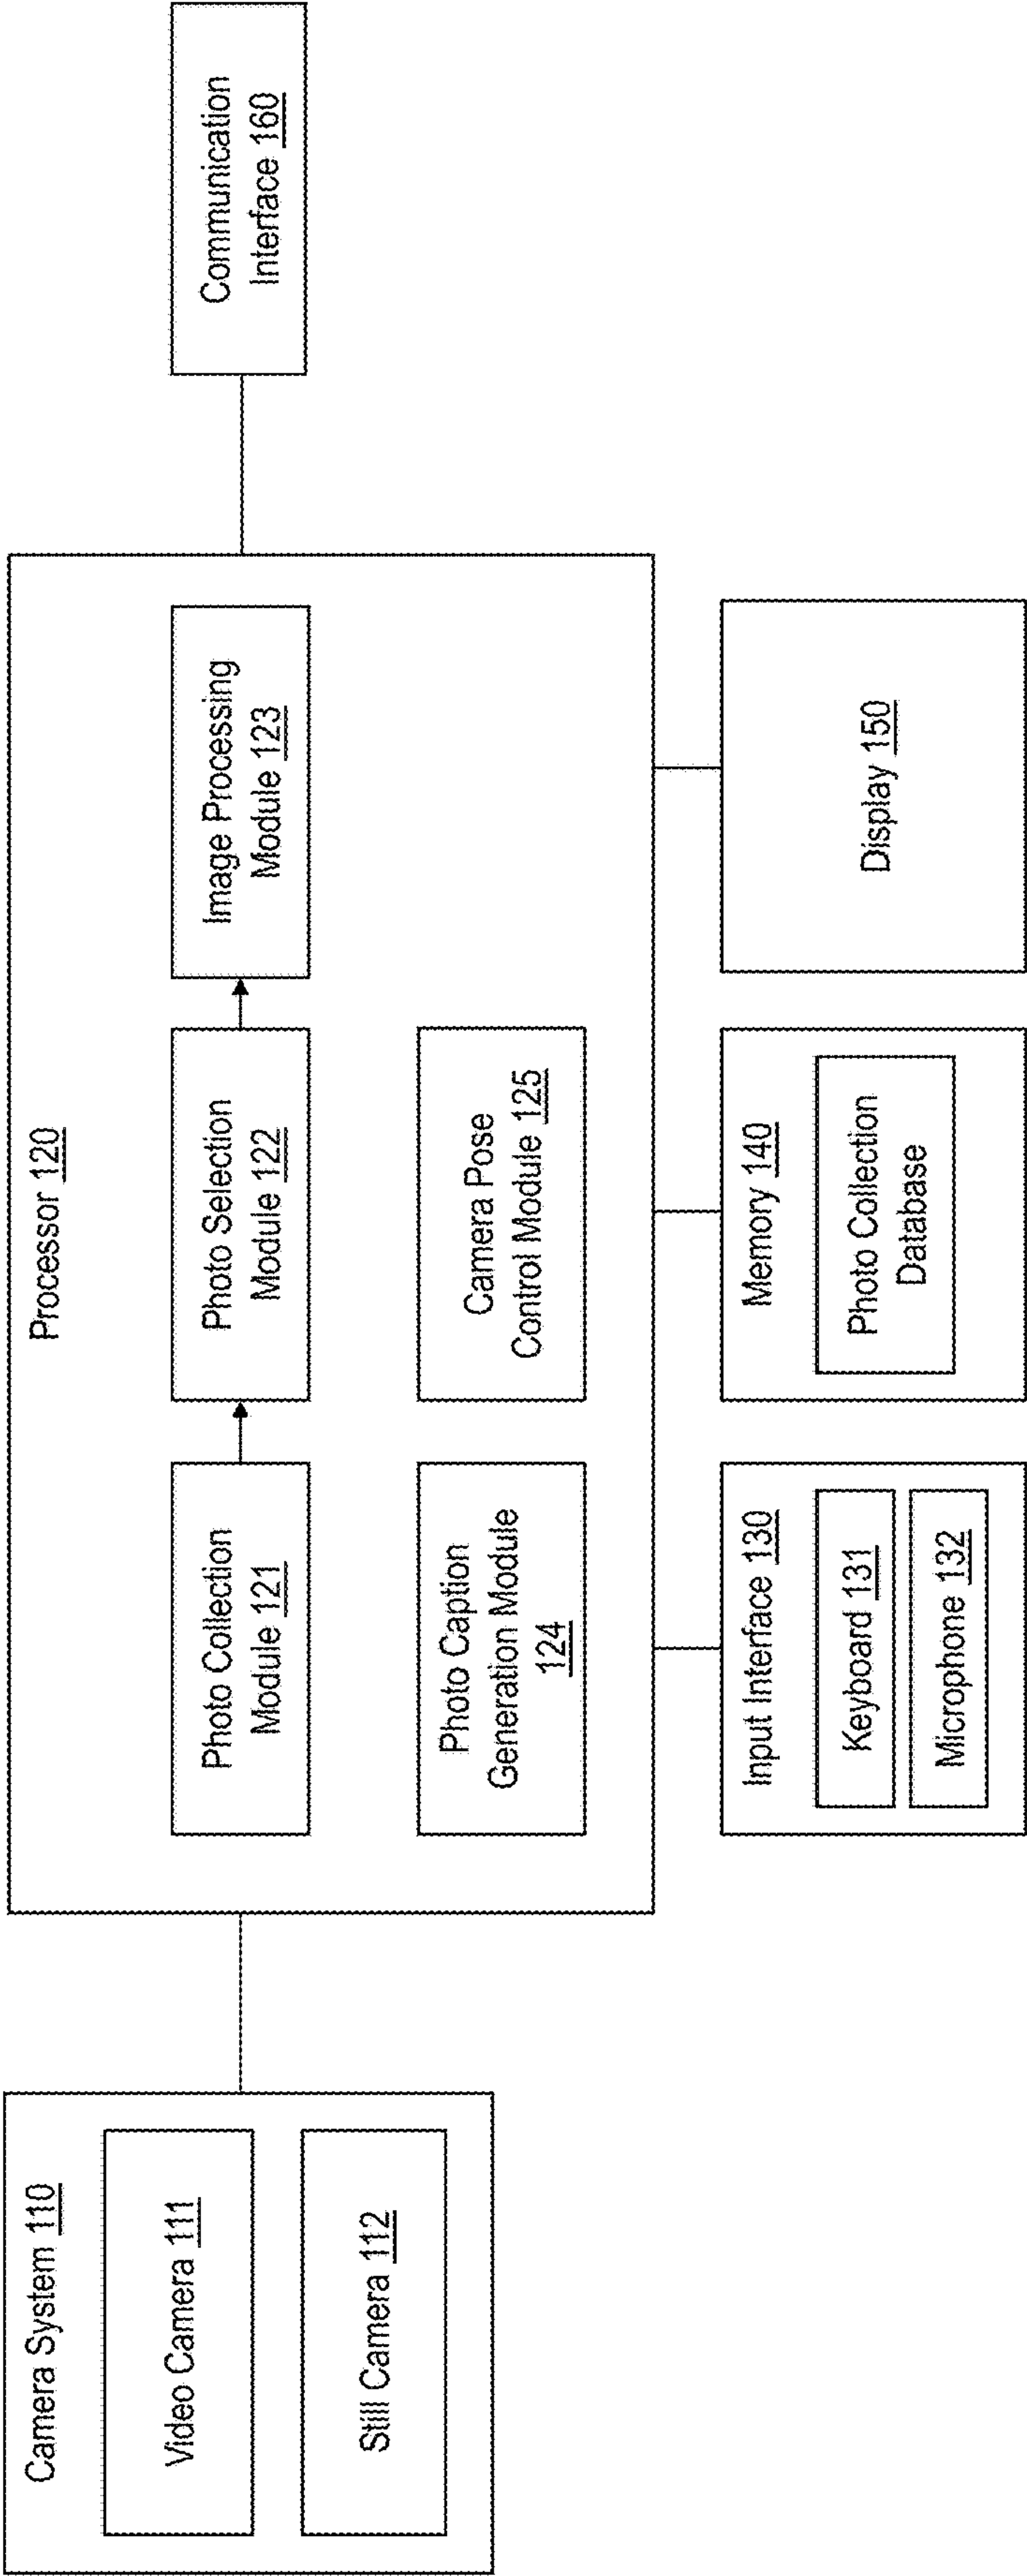 Camera System 110
Video Camera 111
Still Camera 112
Processor 120
Photo Collection
Module 121
Photo Selection
Module 122
Image Processing
Module 123
Photo Caption
Generation Module
124
Camera Pose
Control Module 125
Input Interface 130
Keyboard 131
Microphone 132
Memory 140
Photo Collection
Database
Display 150
Communication
Interface 160